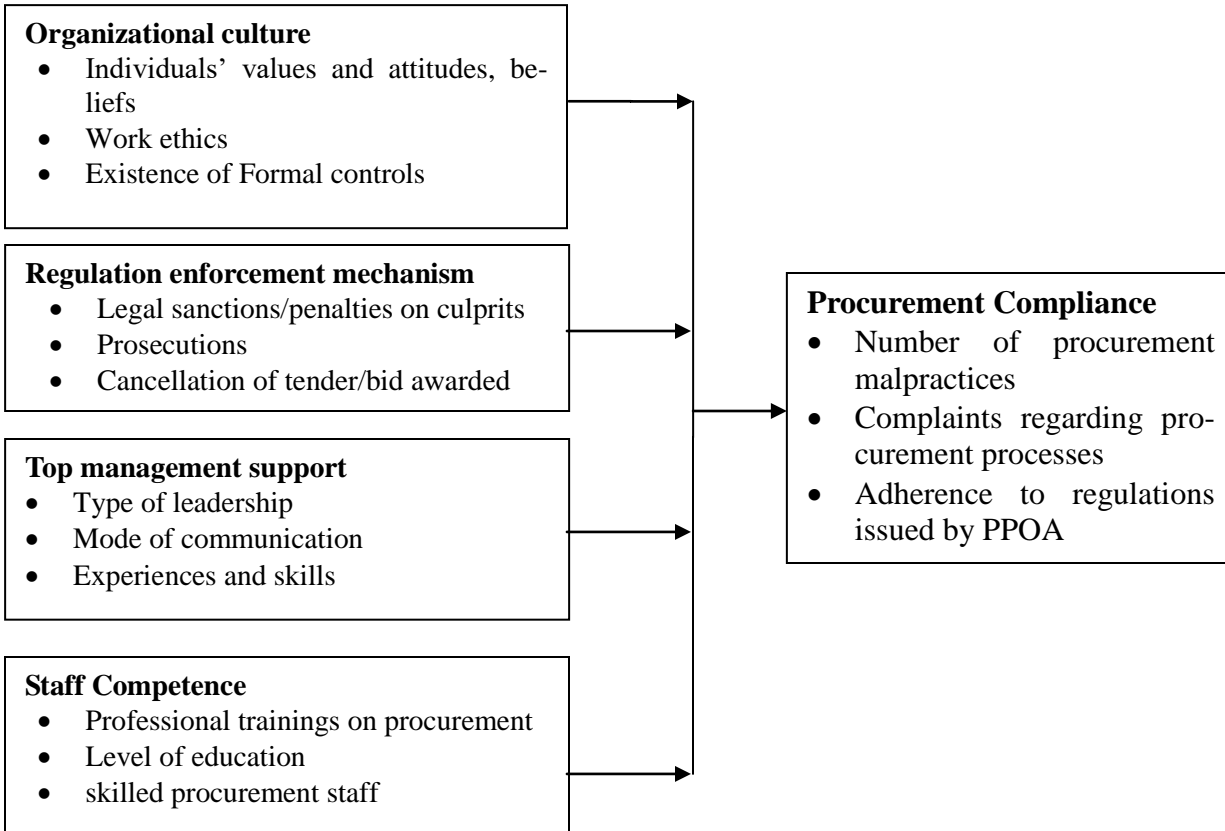 Organizational culture
• Individuals’ values and attitudes, be-
liefs
• Work ethics
• Existence of Formal controls
Regulation enforcement mechanism
• Legal sanctions/penalties on culprits
• Prosecutions
• Cancellation of tender/bid awarded
Top management support
• Type of leadership
• Mode of communication
• Experiences and skills
Staff Competence
• Professional trainings on procurement
• Level of education
• skilled procurement staff
Procurement Compliance
• Number of procurement
malpractices
• Complaints regarding pro-
curement processes
• Adherence to regulations
issued by PPOA